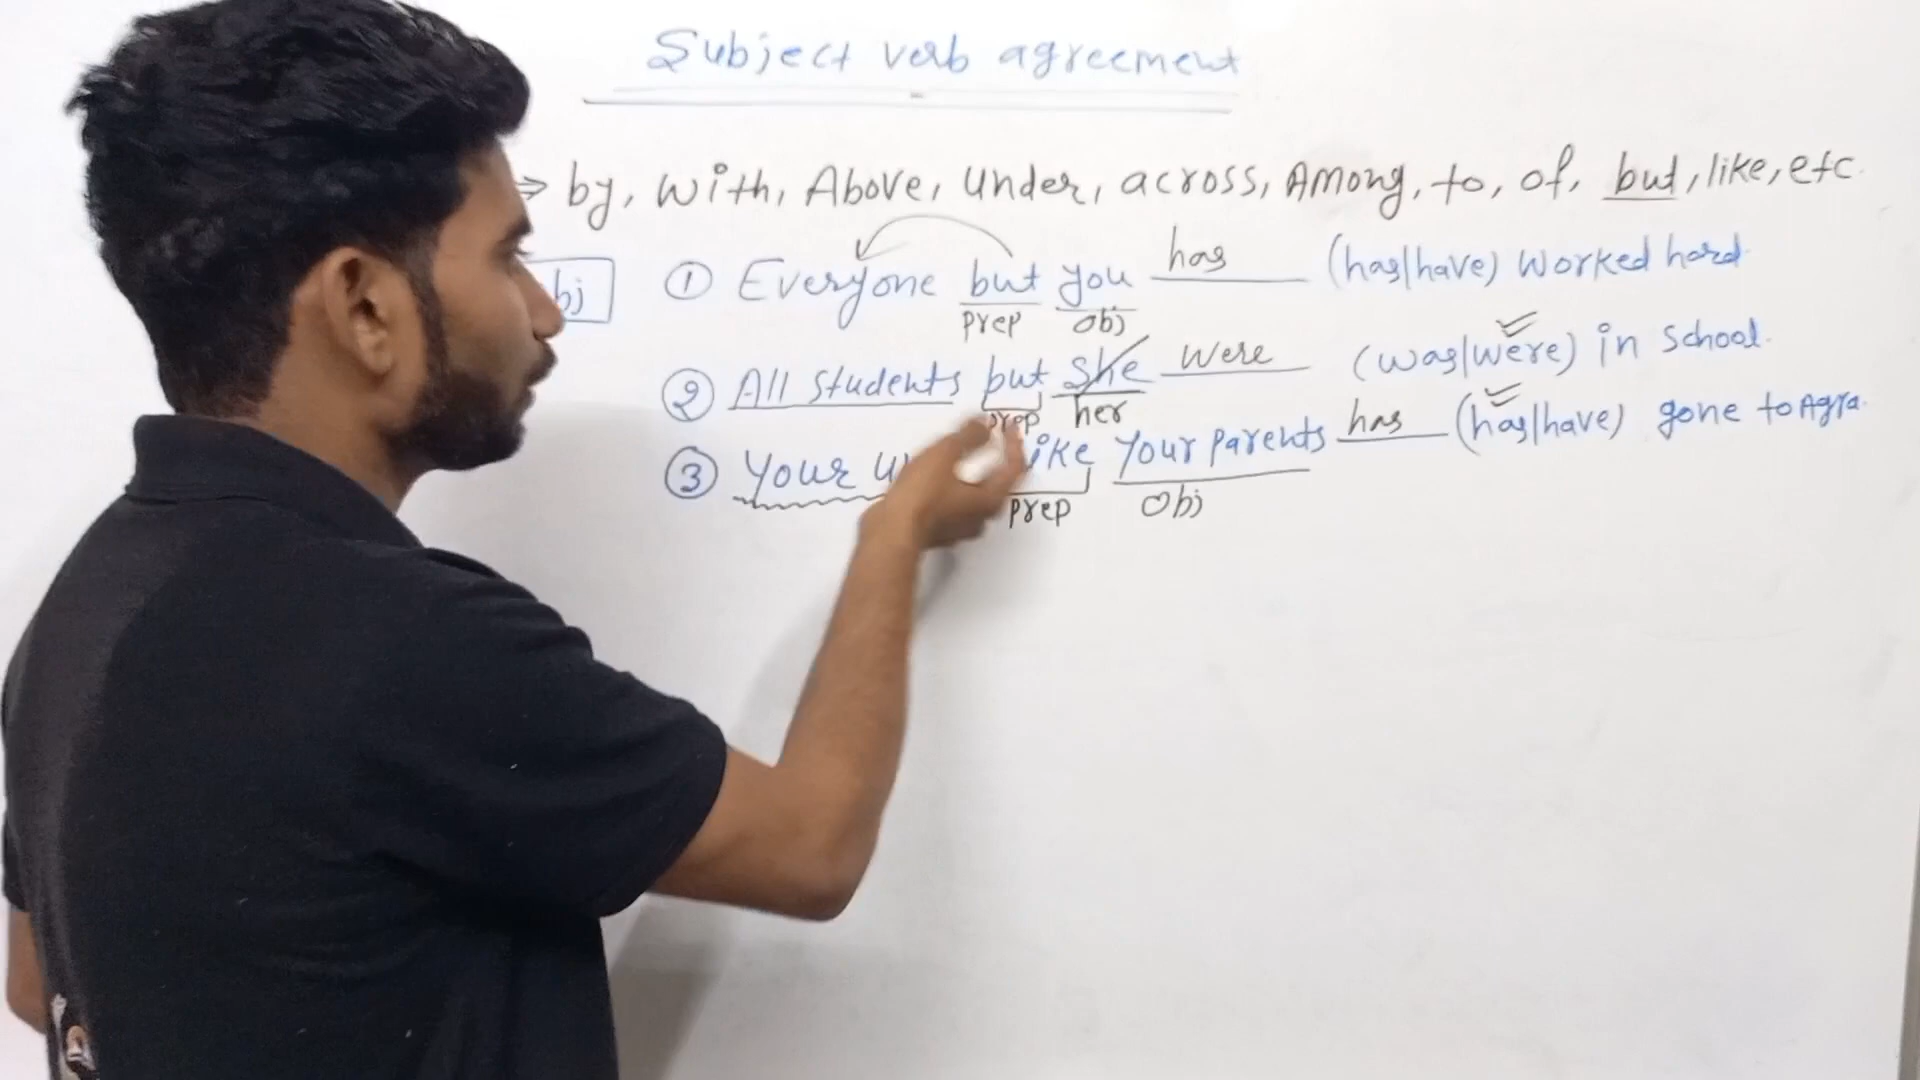 Subject verb agreement
⇒ by, With, Above, Under, across, Among, to, of, but, like, etc.
bj ① Everyone but you has (has/have) worked hard.
prep obj
② All students but she were (was/were) in school.
prep her
③ Your like Your parents has (has/have) gone to Agra.
prep obj